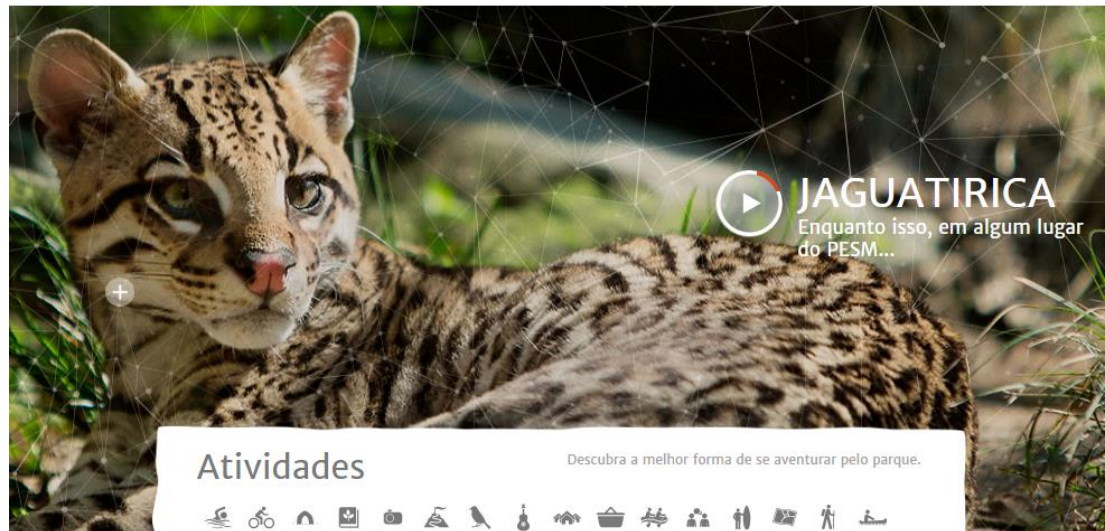 JAGUATIRICA
Enquanto isso, em algum lugar
do PESM...
Atividades
Descubra a melhor forma de se aventurar pelo parque.